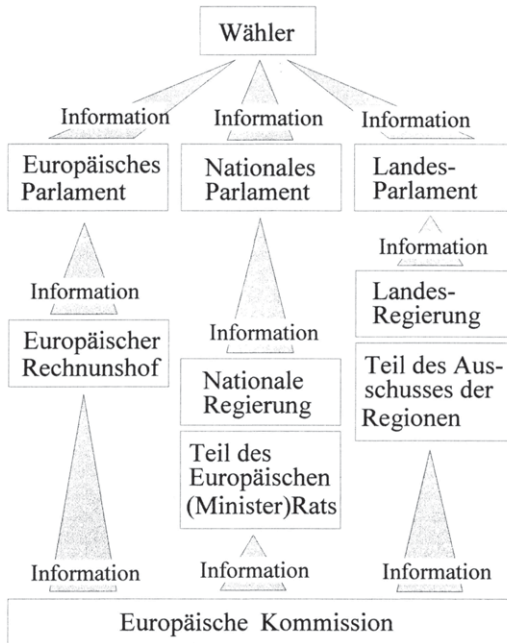 Wähler
Information
Information
Information
Europäisches
Parlament
Nationales
Parlament
Landes-
Parlament
Information
Information
Europäischer
Rechnunshof
Information
Landes-
Regierung
Nationale
Regierung
Teil des Aus-
schusses der
Regionen
Teil des
Europäischen
(Minister)Rats
Information
Information
Information
Europäische Kommission